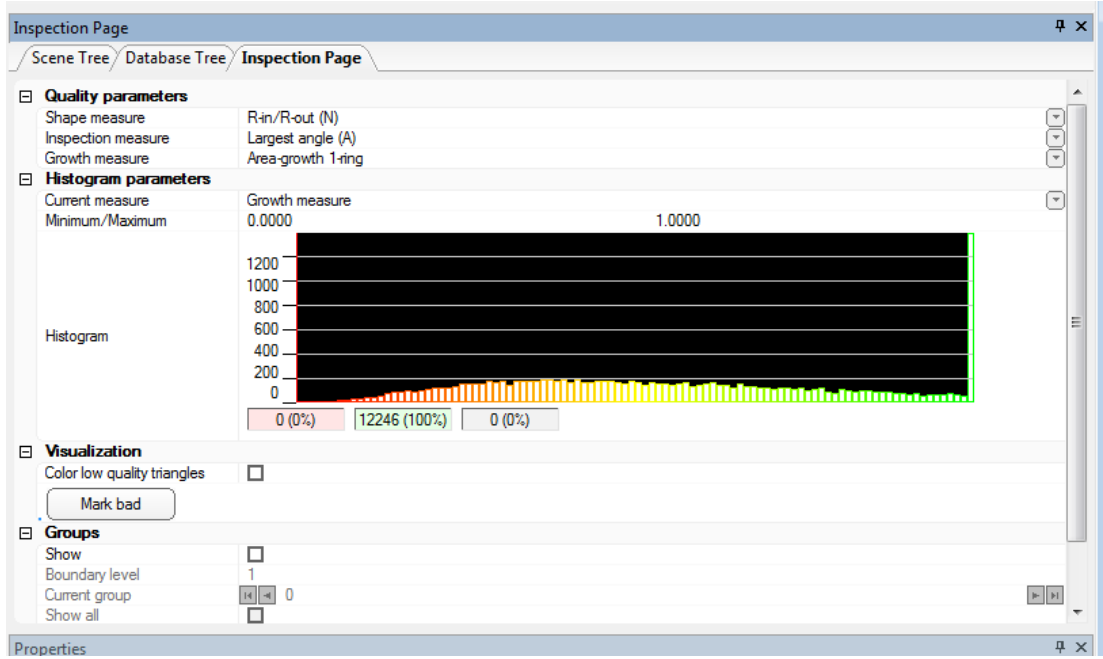 Inspection Page
Scene Tree Database Tree Inspection Page
Quality parameters
Shape measure R-in/R-out (N)
Inspection measure Largest angle (A)
Growth measure Area-growth 1-ring
Histogram parameters
Current measure Growth measure
Minimum/Maximum 0.0000 1.0000
1200
1000
800
600
Histogram
400
200
0
0 (0%) 12246 (100%) 0 (0%)
Visualization
Color low quality triangles
Mark bad
Groups
Show
Boundary level 1
Current group 0
Show all
Properties